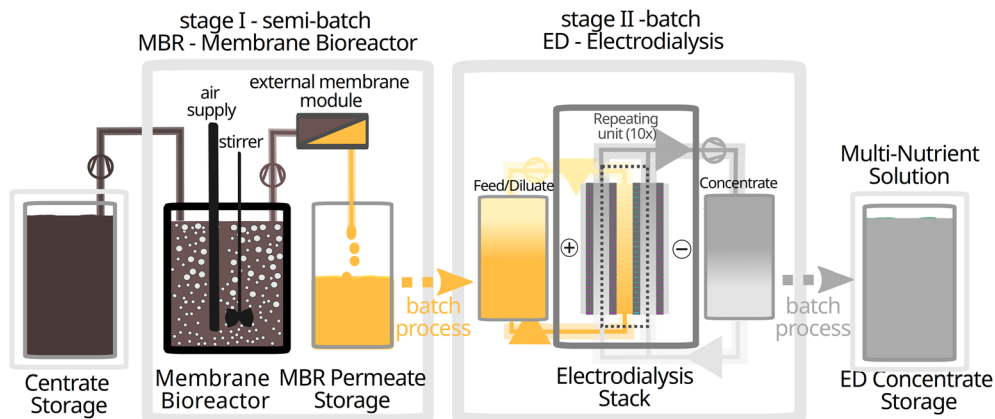 stage I - semi-batch
MBR - Membrane Bioreactor
stage II -batch
ED - Electrodialysis
air
supply
external membrane
module
stirrer
Repeating
unit (10x)
Feed/Diluate
Concentrate
Multi-Nutrient
Solution
+
−
batch
process
batch
process
Centrate
Storage
Membrane
Bioreactor
MBR Permeate
Storage
Electrodialysis
Stack
ED Concentrate
Storage